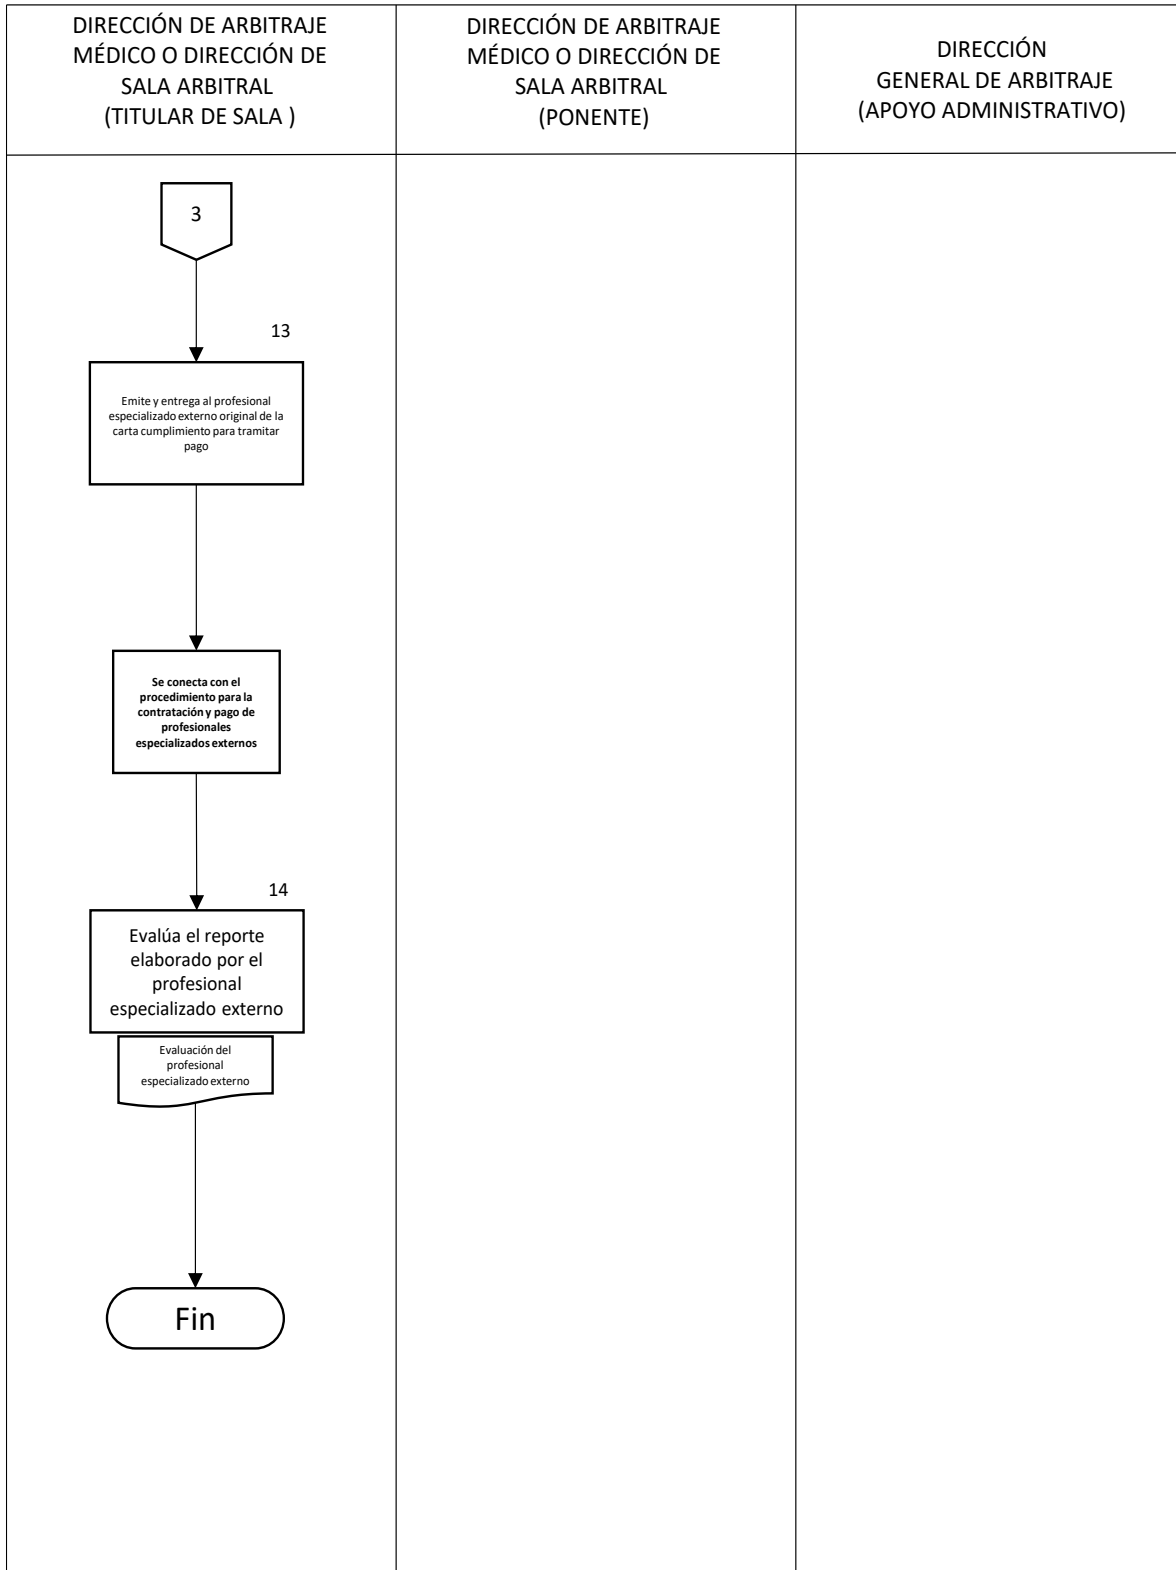 DIRECCIÓN DE ARBITRAJE
MÉDICO O DIRECCIÓN DE
SALA ARBITRAL
(TITULAR DE SALA )
DIRECCIÓN DE ARBITRAJE
MÉDICO O DIRECCIÓN DE
SALA ARBITRAL
(PONENTE)
DIRECCIÓN
GENERAL DE ARBITRAJE
(APOYO ADMINISTRATIVO)
3
13
Emite y entrega al profesional
especializado externo original de la
carta cumplimiento para tramitar
pago
Se conecta con el
procedimiento para la
contratación y pago de
profesionales
especializados externos
14
Evalúa el reporte
elaborado por el
profesional
especializado externo
Evaluación del
profesional
especializado externo
Fin